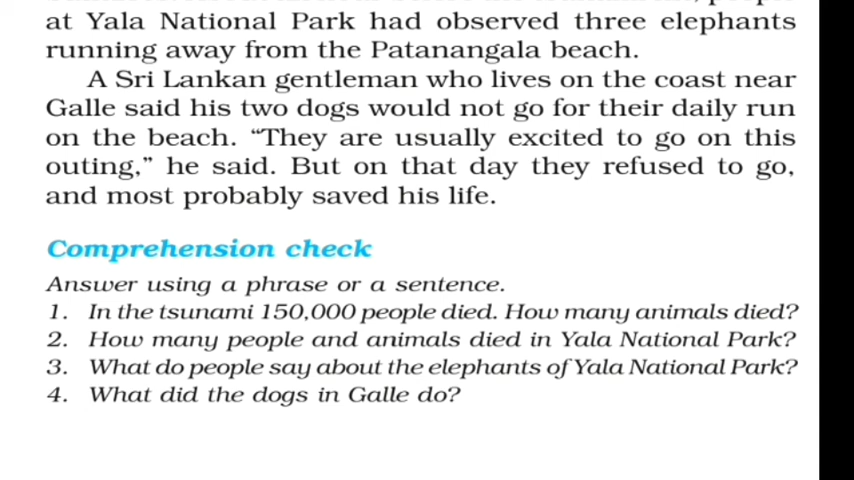 at Yala National Park had observed three elephants
running away from the Patanangala beach.
A Sri Lankan gentleman who lives on the coast near
Galle said his two dogs would not go for their daily run
on the beach. “They are usually excited to go on this
outing,” he said. But on that day they refused to go,
and most probably saved his life.
Comprehension check
Answer using a phrase or a sentence.
1. In the tsunami 150,000 people died. How many animals died?
2. How many people and animals died in Yala National Park?
3. What do people say about the elephants of Yala National Park?
4. What did the dogs in Galle do?